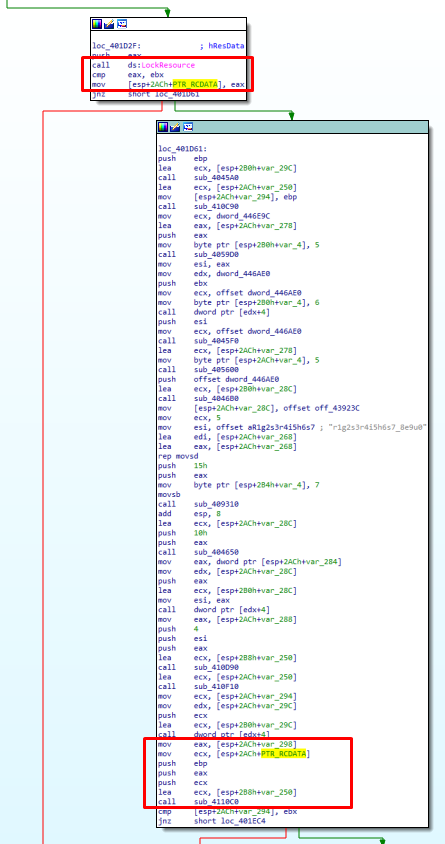 loc_401D2F: ; hResData
push eax
call ds:LockResource
cmp eax, ebx
mov [esp+2ACh+PTR_RCDATA], eax
jnz short loc_401D61
loc_401D61:
push ebp
lea ecx, [esp+2B0h+var_29C]
call sub_4045A0
lea ecx, [esp+2ACh+var_250]
mov [esp+2ACh+var_294], ebp
call sub_410C90
mov ecx, dword_446E9C
lea eax, [esp+2ACh+var_278]
push eax
mov byte ptr [esp+2B0h+var_4], 5
call sub_4059D0
mov esi, eax
mov edx, dword_446AE0
push ebx
mov ecx, offset dword_446AE0
mov byte ptr [esp+2B0h+var_4], 6
call dword ptr [edx+4]
push esi
mov ecx, offset dword_446AE0
call sub_4045F0
lea ecx, [esp+2ACh+var_278]
mov byte ptr [esp+2ACh+var_4], 5
call sub_405600
push offset dword_446AE0
lea ecx, [esp+2B0h+var_28C]
call sub_4046B0
mov [esp+2ACh+var_28C], offset off_43923C
mov ecx, 5
mov esi, offset aR1g2s3r4i5h6s7 ; "r1g2s3r4i5h6s7_8e9u0"
lea edi, [esp+2ACh+var_268]
lea eax, [esp+2ACh+var_268]
rep movsd
push 15h
push eax
mov byte ptr [esp+2B4h+var_4], 7
movsb
call sub_409310
add esp, 8
lea ecx, [esp+2ACh+var_28C]
push 10h
push eax
call sub_404650
mov eax, dword ptr [esp+2ACh+var_284]
mov edx, [esp+2ACh+var_28C]
push eax
lea ecx, [esp+2B0h+var_28C]
mov esi, eax
call dword ptr [edx+4]
mov eax, [esp+2ACh+var_288]
push 4
push esi
push eax
lea ecx, [esp+2B8h+var_250]
call sub_410D90
lea ecx, [esp+2ACh+var_250]
call sub_410F10
mov ecx, [esp+2ACh+var_294]
mov edx, [esp+2ACh+var_29C]
push ecx
lea ecx, [esp+2B0h+var_29C]
call dword ptr [edx+4]
mov eax, [esp+2ACh+var_298]
mov ecx, [esp+2ACh+PTR_RCDATA]
push ebp
push eax
push ecx
lea ecx, [esp+2B8h+var_250]
call sub_4110C0
cmp [esp+2ACh+var_294], ebx
jnz short loc_401EC4